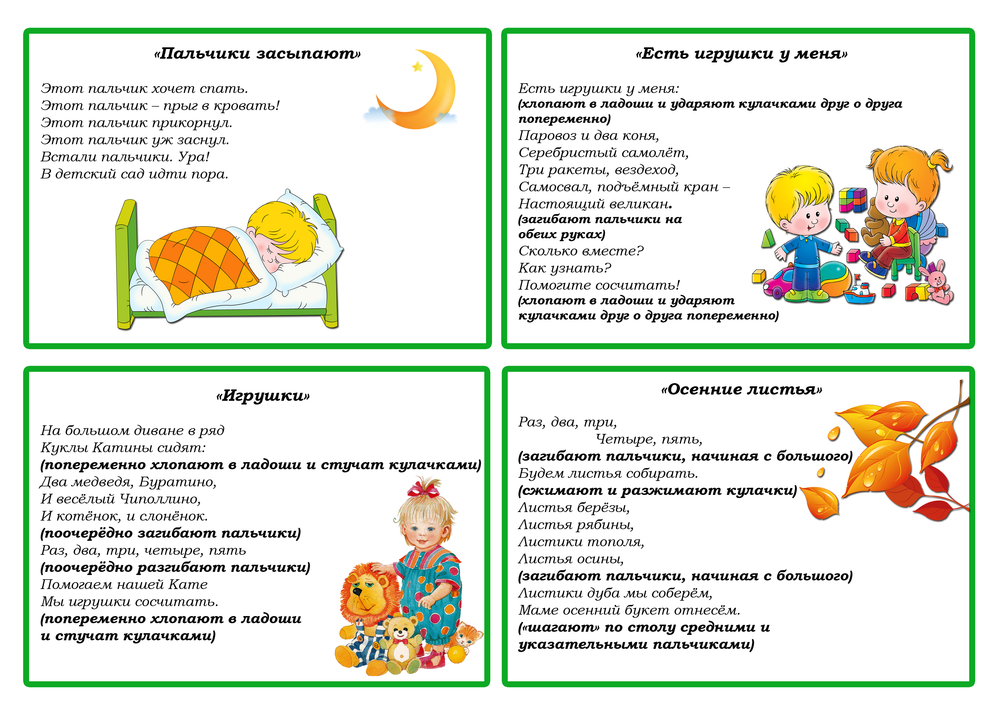 «Пальчики засыпают»
Этот пальчик хочет спать.
Этот пальчик – прыг в кровать!
Этот пальчик прикорнул.
Этот пальчик уж заснул.
Встали пальчики. Ура!
В детский сад идти пора.
«Есть игрушки у меня»
Есть игрушки у меня:
(хлопают в ладоши и ударяют кулачками друг о друга
попеременно)
Паровоз и два коня,
Серебристый самолёт,
Три ракеты, вездеход,
Самосвал, подъёмный кран –
Настоящий великан.
(загибают пальчики на
обеих руках)
Сколько вместе?
Как узнать?
Помогите сосчитать!
(хлопают в ладоши и ударяют
кулачками друг о друга попеременно)
«Игрушки»
На большом диване в ряд
Куклы Катины сидят:
(попеременно хлопают в ладоши и стучат кулачками)
Два медведя, Буратино,
И весёлый Чиполлино,
И котёнок, и слонёнок.
(поочерёдно загибают пальчики)
Раз, два, три, четыре, пять
(поочерёдно разгибают пальчики)
Помогаем нашей Кате
Мы игрушки сосчитать.
(попеременно хлопают в ладоши
и стучат кулачками)
«Осенние листья»
Раз, два, три,
Четыре, пять,
(загибают пальчики, начиная с большого)
Будем листья собирать.
(сжимают и разжимают кулачки)
Листья берёзы,
Листья рябины,
Листики тополя,
Листья осины,
(загибают пальчики, начиная с большого)
Листики дуба мы соберём,
Маме осенний букет отнесём.
(«шагают» по столу средними и
указательными пальчиками)